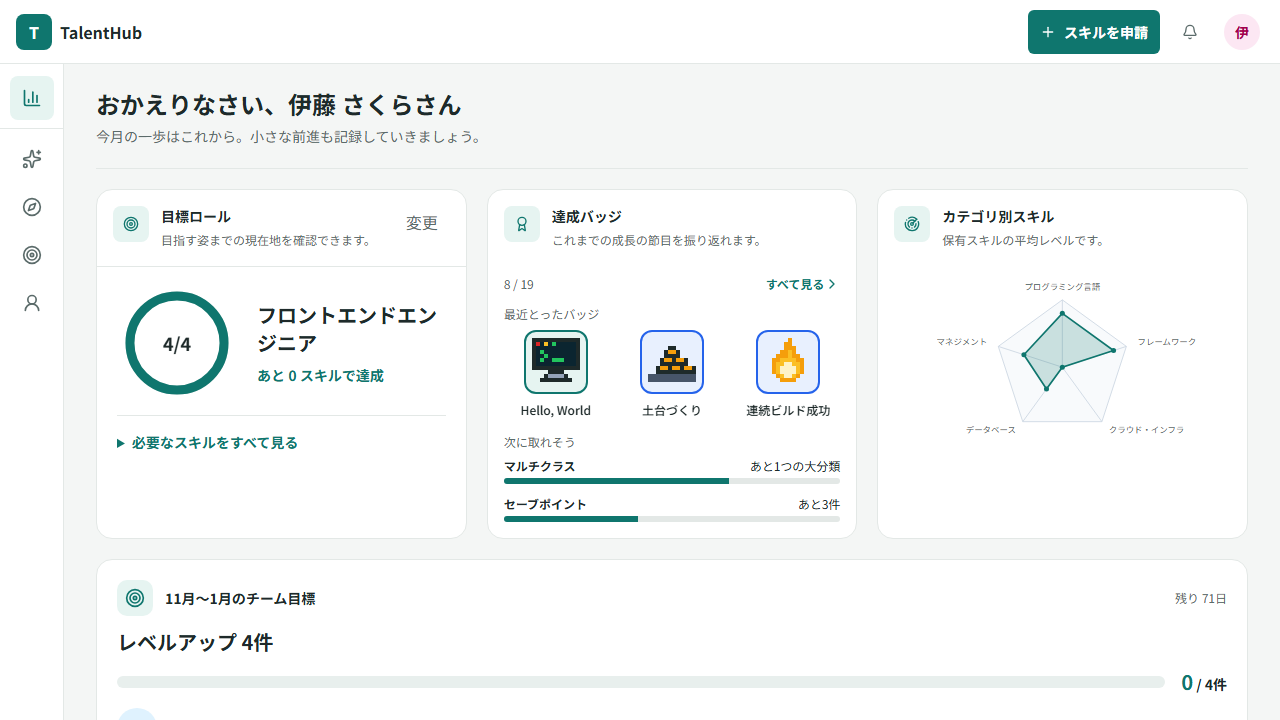 T TalentHub
スキルを申請
伊
おかえりなさい、伊藤 さくらさん
今月の一歩はこれから。小さな前進も記録していきましょう。
目標ロール
目指す姿までの現在地を確認できます。
変更
4/4
フロントエンドエン
ジニア
あと 0 スキルで達成
必要なスキルをすべて見る
達成バッジ
これまでの成長の節目を振り返れます。
8 / 19
すべて見る
最近とったバッジ
Hello, World
土台づくり
連続ビルド成功
次に取れそう
マルチクラス
あと1つの大分類
セーブポイント
あと3件
カテゴリ別スキル
保有スキルの平均レベルです。
プログラミング言語
マネジメント
フレームワーク
データベース
クラウド・インフラ
11月〜1月のチーム目標
残り 71日
レベルアップ 4件
0 / 4件